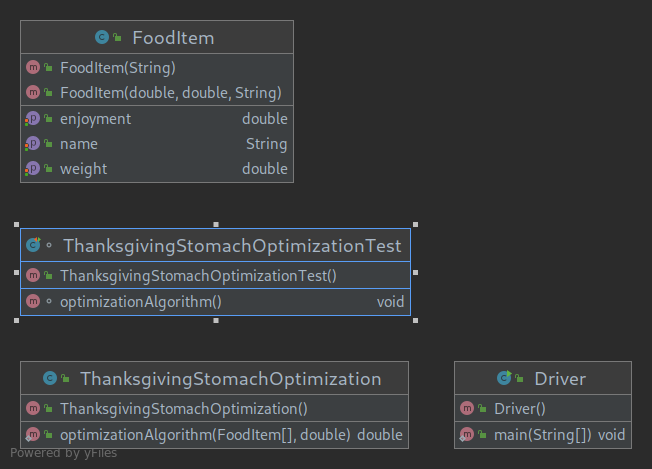 FoodItem
FoodItem(String)
FoodItem(double, double, String)
enjoyment double
name String
weight double
ThanksgivingStomachOptimizationTest
ThanksgivingStomachOptimizationTest()
optimizationAlgorithm() void
ThanksgivingStomachOptimization
ThanksgivingStomachOptimization()
optimizationAlgorithm(FoodItem[], double) double
Driver
Driver()
main(String[]) void
Powered by yFiles